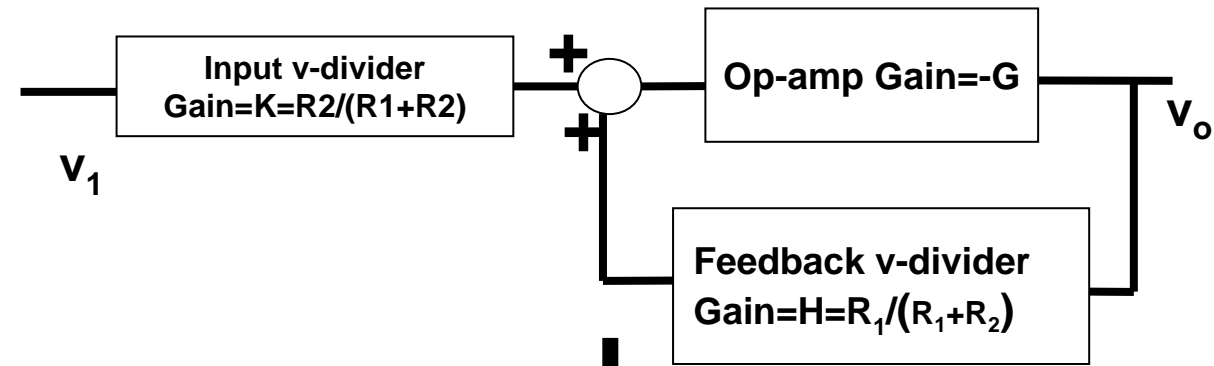 +
Input v-divider
Gain=K=R2/(R1+R2)
Op-amp Gain=-G
+
v₁
vₒ
Feedback v-divider
Gain=H=R₁/(R₁+R₂)